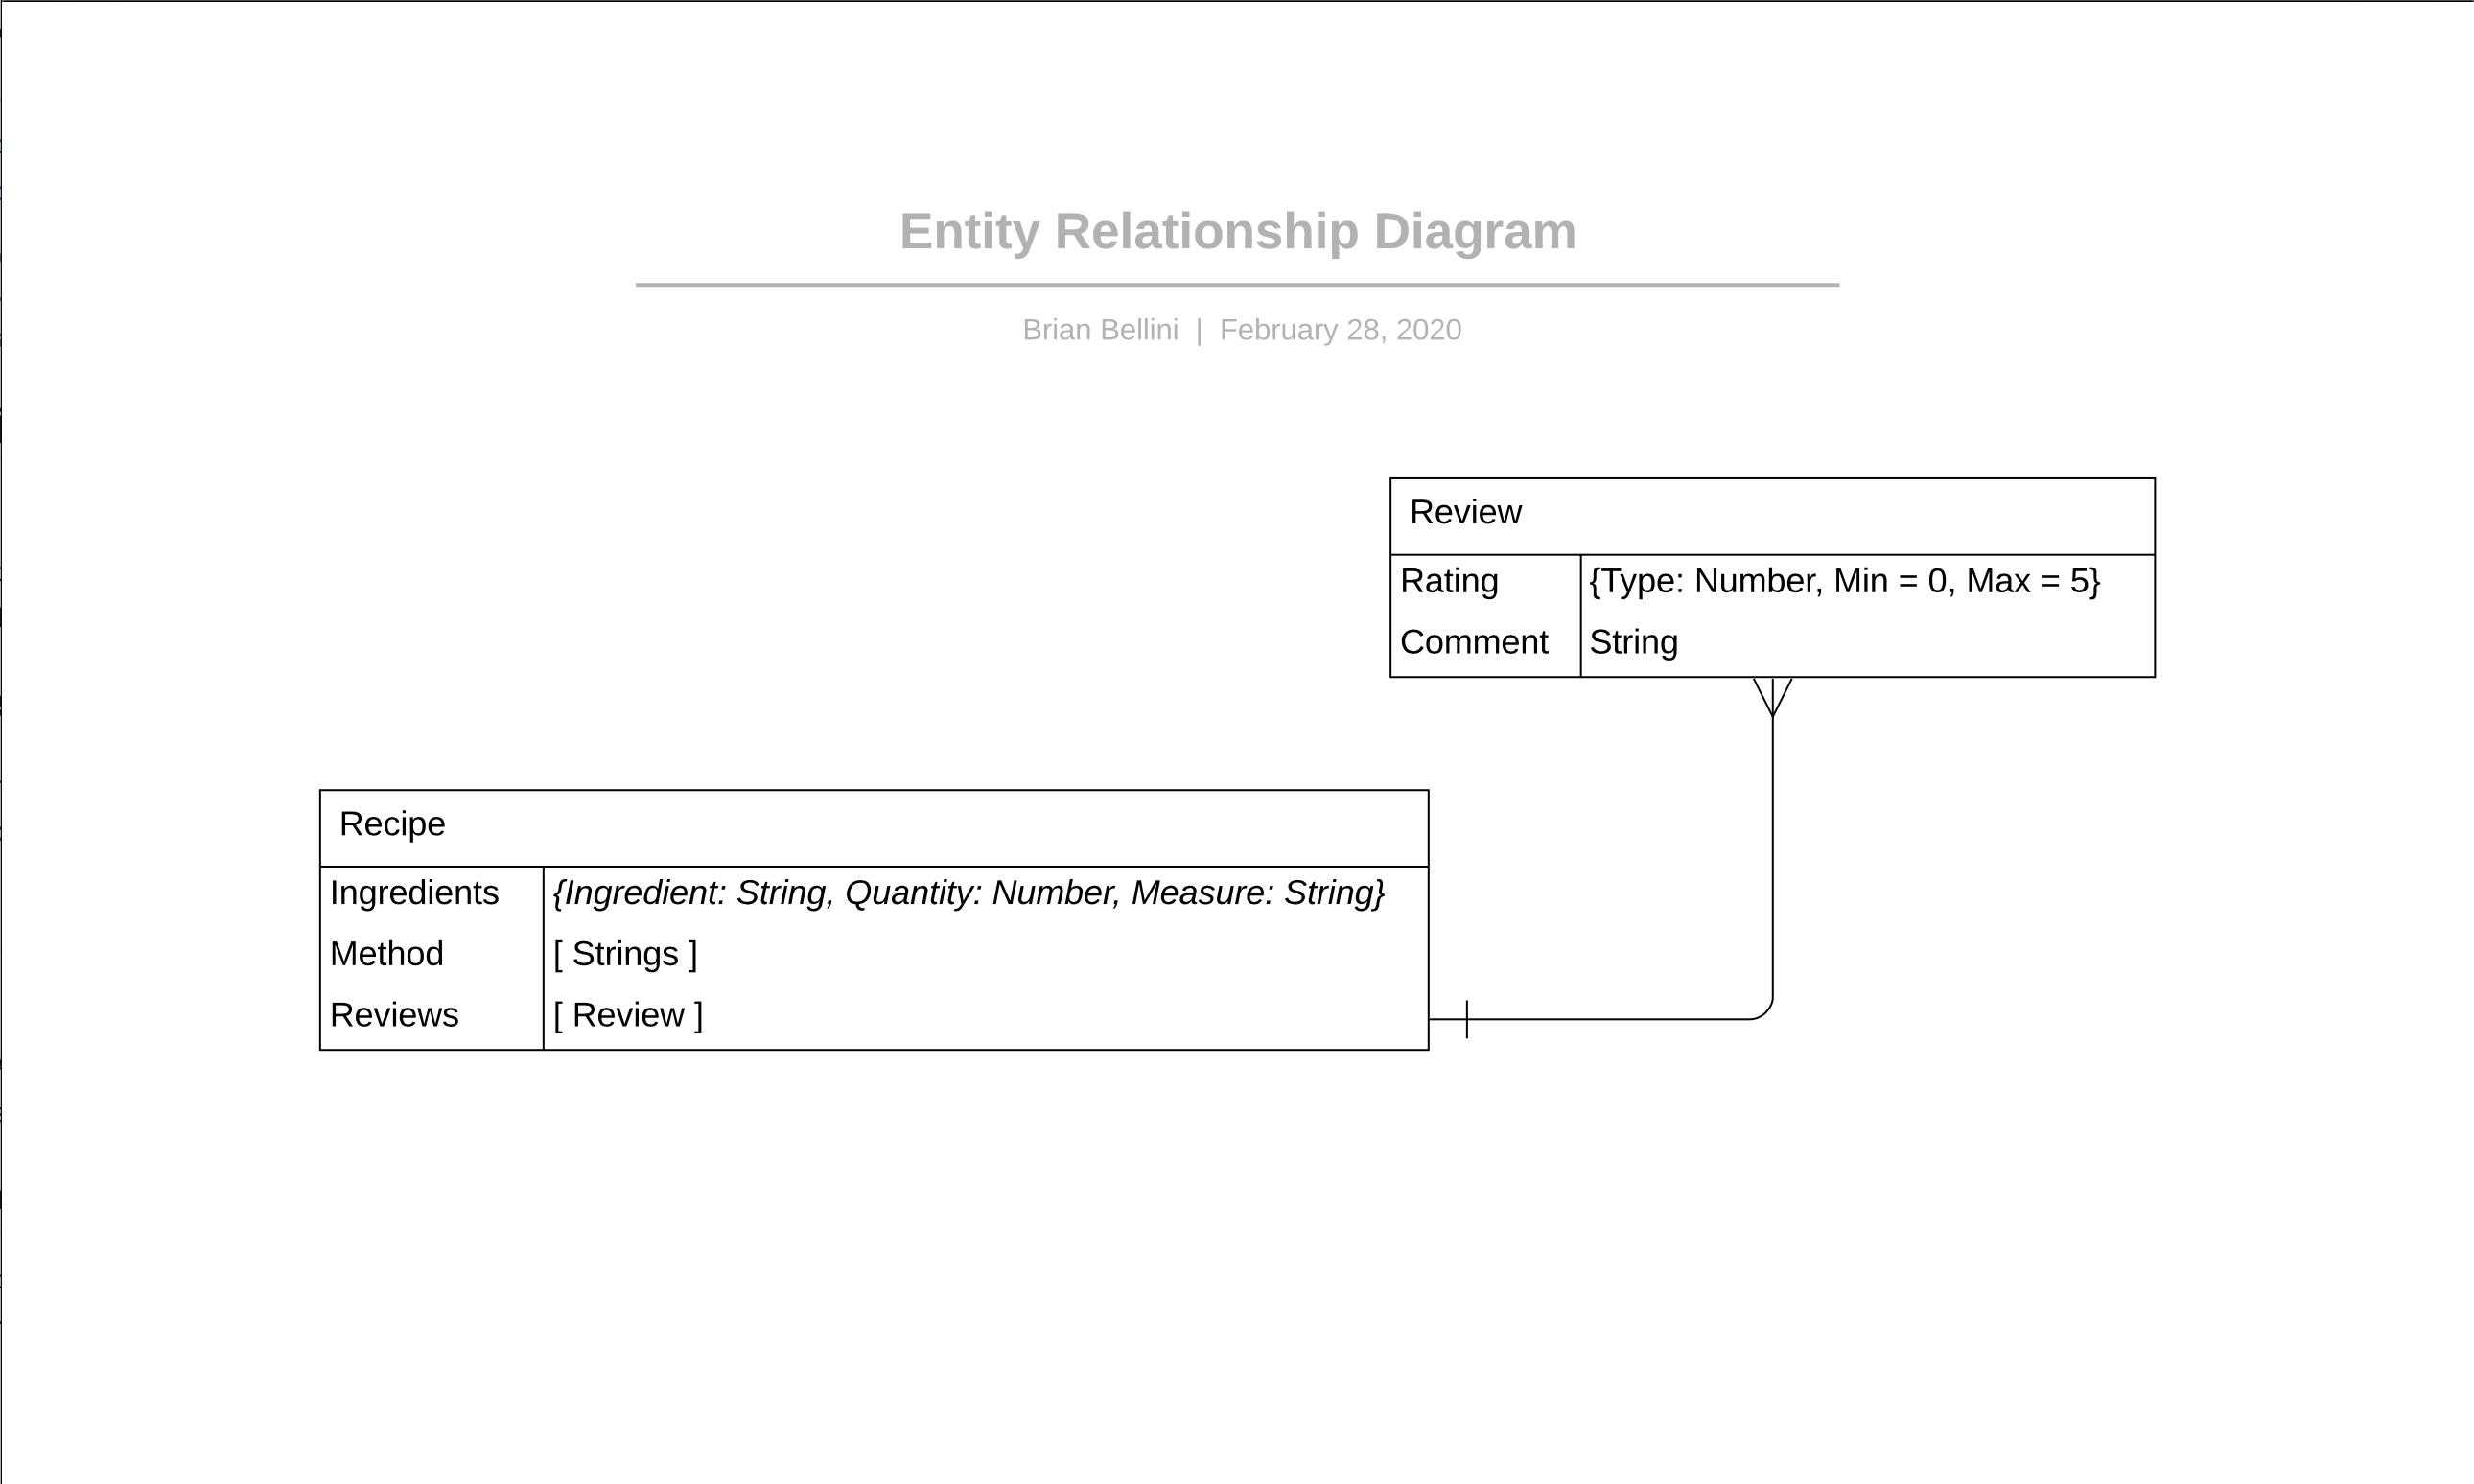 Entity Relationship Diagram
Brian Bellini | February 28, 2020
Review
Rating {Type: Number, Min = 0, Max = 5}
Comment String
Recipe
Ingredients {Ingredient: String, Quantity: Number, Measure: String}
Method [ Strings ]
Reviews [ Review ]